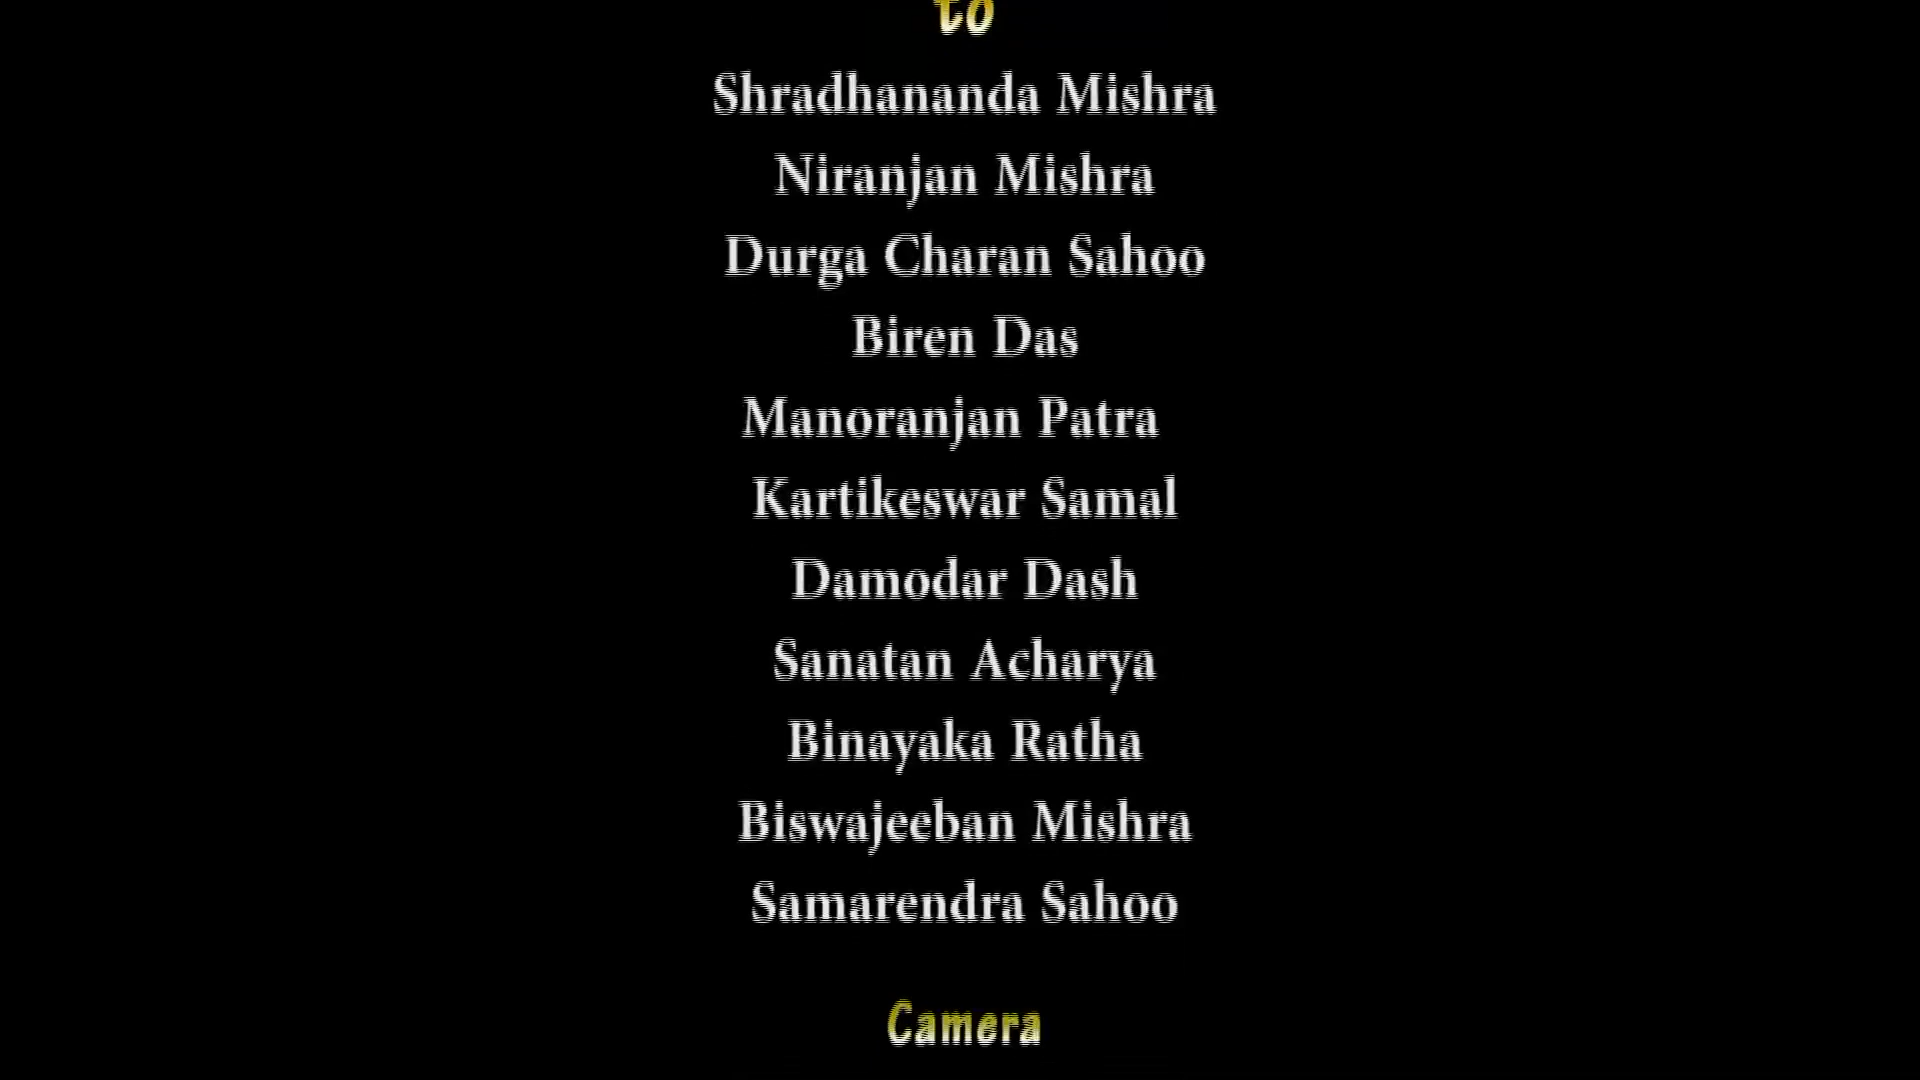 to
Shradhananda Mishra
Niranjan Mishra
Durga Charan Sahoo
Biren Das
Manoranjan Patra
Kartikeswar Samal
Damodar Dash
Sanatan Acharya
Binayaka Ratha
Biswajeeban Mishra
Samarendra Sahoo
Camera